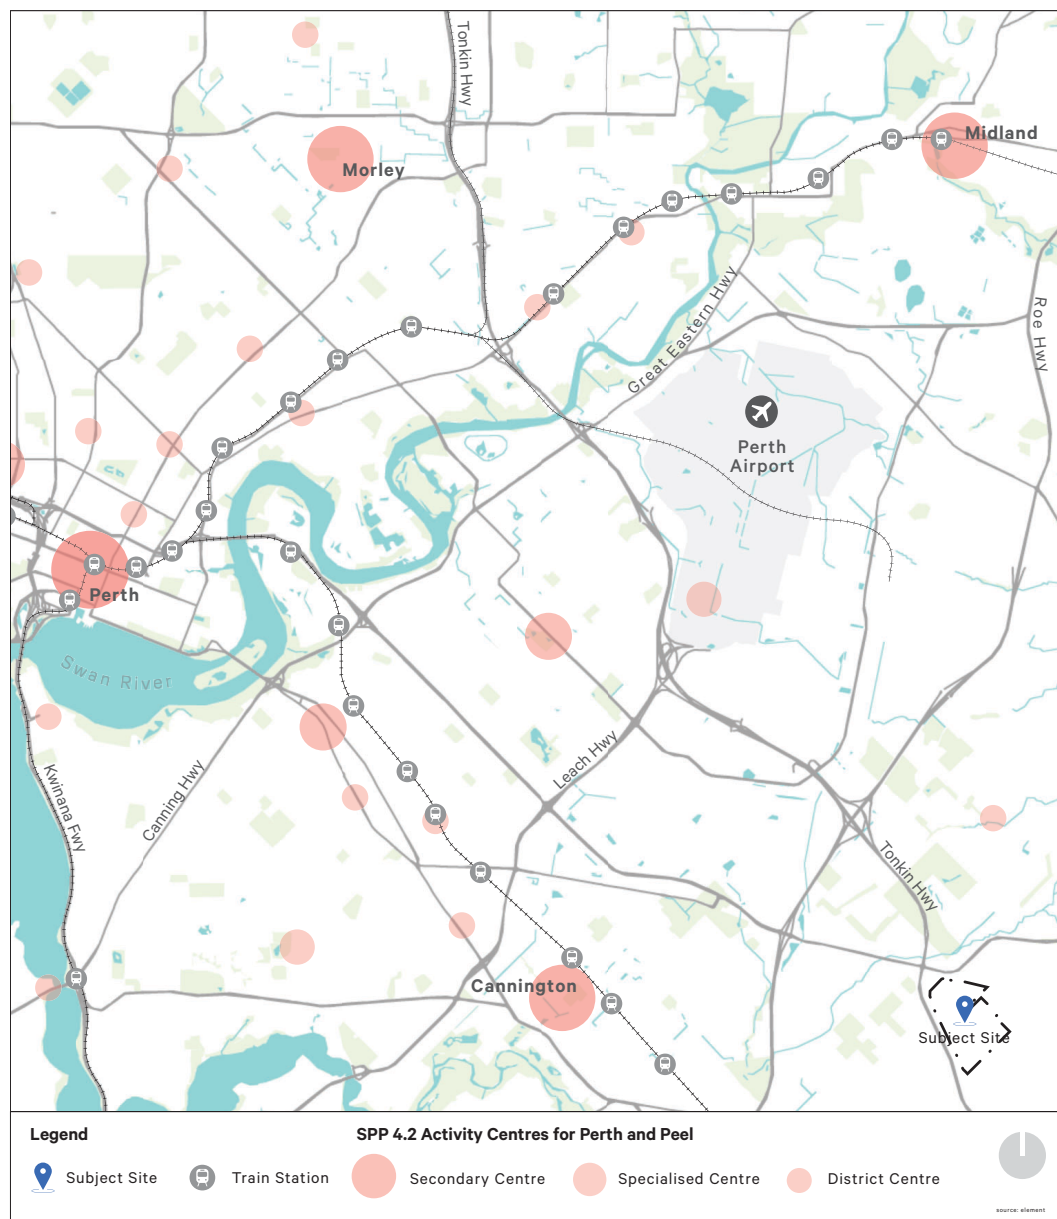 Tonkin Hwy
Midland
Morley
Great Eastern Hwy
Roe Hwy
Perth
Airport
Perth
Swan River
Kwinana Fwy
Canning Hwy
Leach Hwy
Tonkin Hwy
Cannington
Subject Site
Legend
SPP 4.2 Activity Centres for Perth and Peel
Subject Site
Train Station
Secondary Centre
Specialised Centre
District Centre
source: element